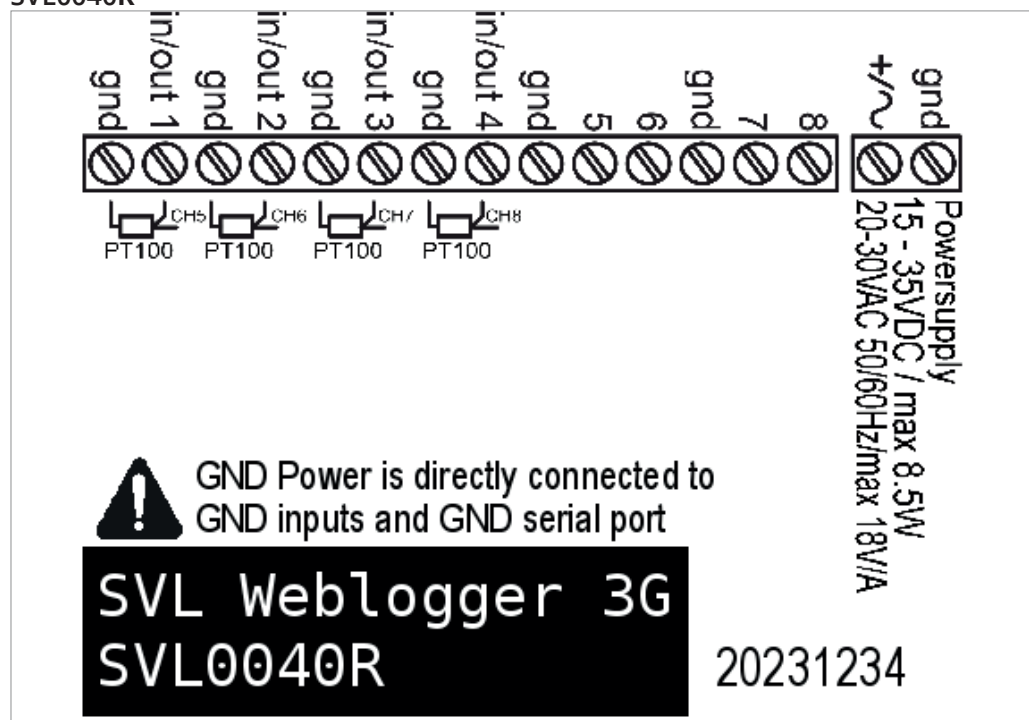 SVL0040R
gnd
in/out 1
gnd
in/out 2
gnd
in/out 3
gnd
in/out 4
gnd
5
6
gnd
7
8
+/~
gnd
CH5
CH6
CH7
CH8
PT100
PT100
PT100
PT100
Powersupply
15 - 35VDC / max 8.5W
20-30VAC 50/60Hz/max 18V/A
GND Power is directly connected to
GND inputs and GND serial port
SVL Weblogger 3G
SVL0040R
20231234